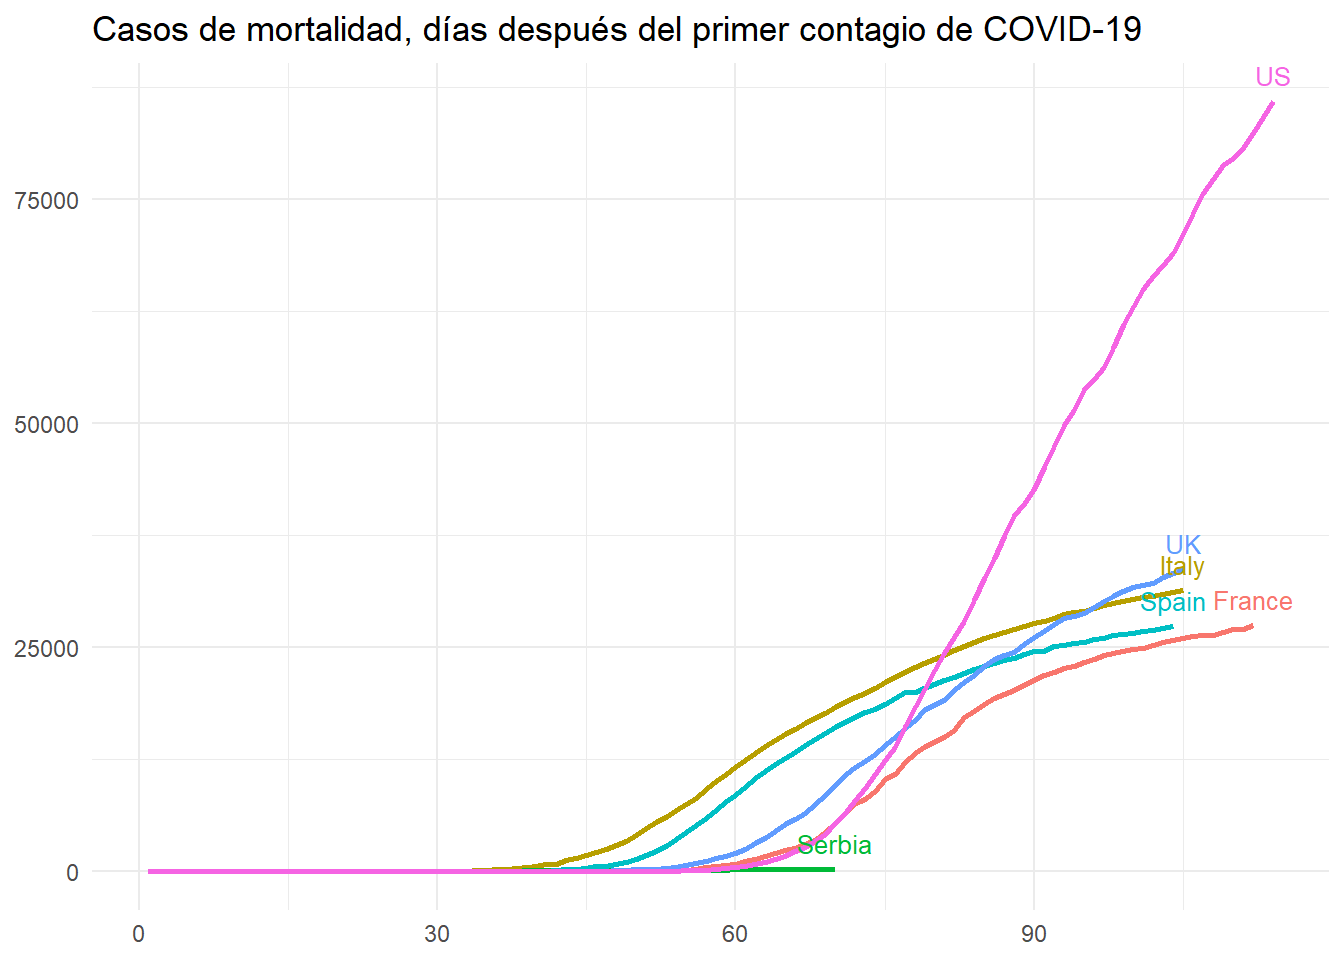 Casos de mortalidad, días después del primer contagio de COVID-19
US
75000
50000
UK
Italy
Spain France
25000
Serbia
0
0 30 60 90